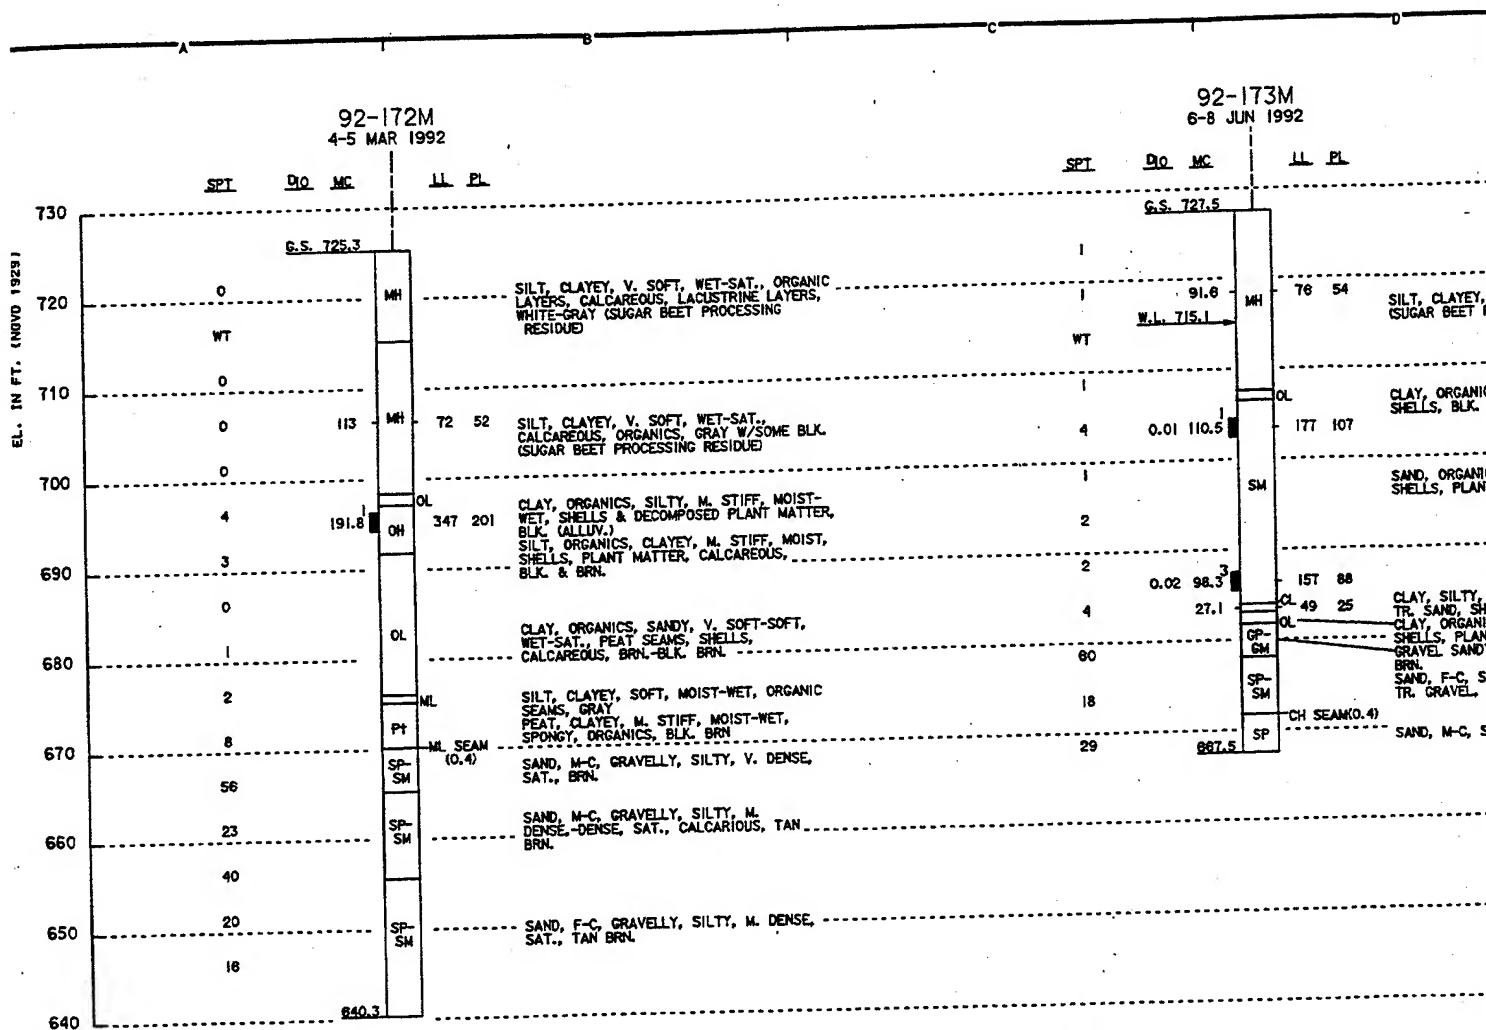 A B C D
92-172M
4-5 MAR 1992
92-173M
6-8 JUN 1992
SPT D10 MC LL PL
SPT D10 MC LL PL
EL. IN FT. (NGVD 1929)
730
720
710
700
690
680
670
660
650
640
G.S. 725.3
0
WT
0
0
0
4
3
0
1
2
8
56
23
40
20
16
113
191.8
1
MH
MH
OL
OH
OL
ML
Pt
ML SEAM
(0.4)
SP-
SM
SP-
SM
SP-
SM
640.3
72 52
347 201
SILT, CLAYEY, V. SOFT, WET-SAT., ORGANIC
LAYERS, CALCAREOUS, LACUSTRINE LAYERS,
WHITE-GRAY (SUGAR BEET PROCESSING
RESIDUE)
SILT, CLAYEY, V. SOFT, WET-SAT.,
CALCAREOUS, ORGANICS, GRAY W/SOME BLK.
(SUGAR BEET PROCESSING RESIDUE)
CLAY, ORGANICS, SILTY, M. STIFF, MOIST-
WET, SHELLS & DECOMPOSED PLANT MATTER,
BLK. (ALLUV.)
SILT, ORGANICS, CLAYEY, M. STIFF, MOIST,
SHELLS, PLANT MATTER, CALCAREOUS,
BLK. & BRN.
CLAY, ORGANICS, SANDY, V. SOFT-SOFT,
WET-SAT., PEAT SEAMS, SHELLS,
CALCAREOUS, BRN.-BLK. BRN.
SILT, CLAYEY, SOFT, MOIST-WET, ORGANIC
SEAMS, GRAY
PEAT, CLAYEY, M. STIFF, MOIST-WET,
SPONGY, ORGANICS, BLK. BRN
SAND, M-C, GRAVELLY, SILTY, V. DENSE,
SAT., BRN.
SAND, M-C, GRAVELLY, SILTY, M.
DENSE,-DENSE, SAT., CALCARIOUS, TAN
BRN.
SAND, F-C, GRAVELLY, SILTY, M. DENSE,
SAT., TAN BRN.
G.S. 727.5
1
1
WT
1
4
1
2
2
4
60
18
29
91.6
W.L. 715.1
1
0.01 110.5
3
0.02 98.3
27.1
MH
OL
SM
CL
OL
GP-
GM
SP-
SM
CH SEAM(0.4)
SP
667.5
76 54
177 107
157 88
49 25
SILT, CLAYEY,
(SUGAR BEET
CLAY, ORGANIC
SHELLS, BLK.
SAND, ORGANI
SHELLS, PLANT
CLAY, SILTY,
TR. SAND, SH
CLAY, ORGANI
SHELLS, PLAN
GRAVEL SANDY
BRN.
SAND, F-C, S
TR. GRAVEL,
SAND, M-C, S